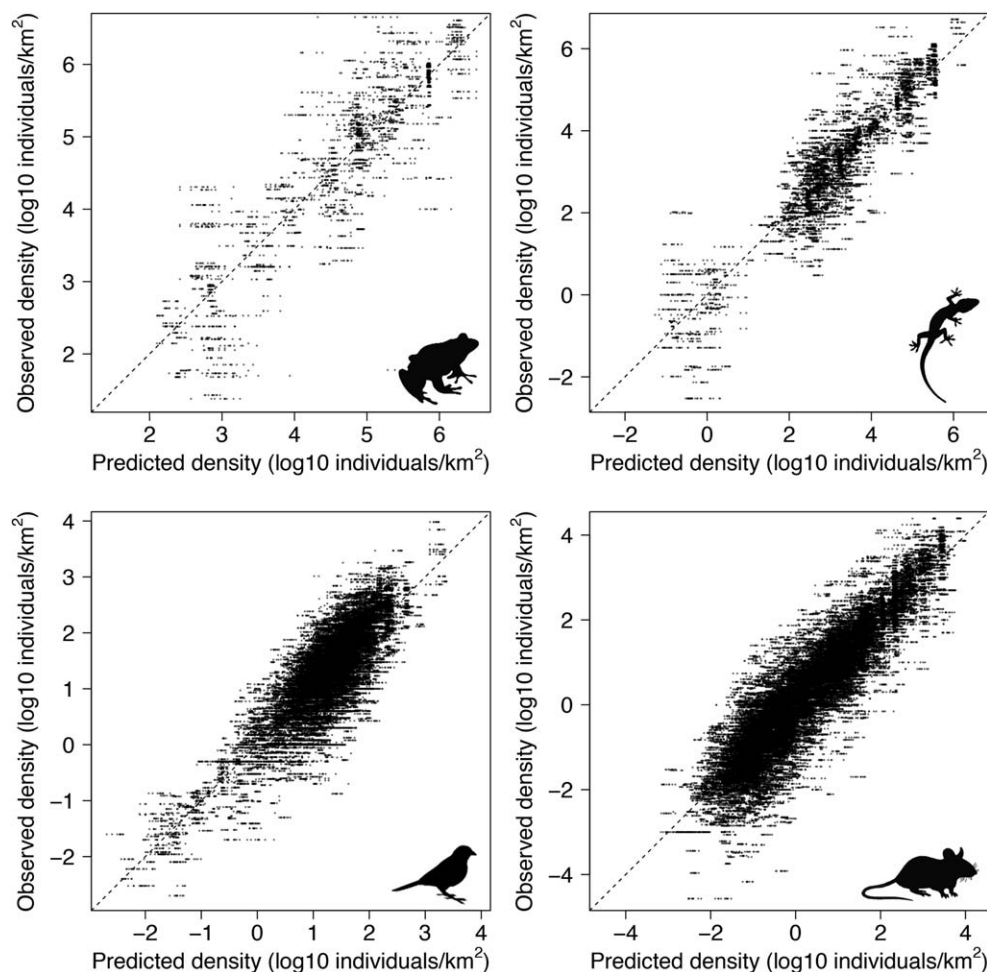 Observed density (log10 individuals/km²)
6
5
4
3
2
2 3 4 5 6
Predicted density (log10 individuals/km²)
Observed density (log10 individuals/km²)
6
4
2
0
−2
−2 0 2 4 6
Predicted density (log10 individuals/km²)
Observed density (log10 individuals/km²)
4
3
2
1
0
−1
−2
−2 −1 0 1 2 3 4
Predicted density (log10 individuals/km²)
Observed density (log10 individuals/km²)
4
2
0
−2
−4
−4 −2 0 2 4
Predicted density (log10 individuals/km²)